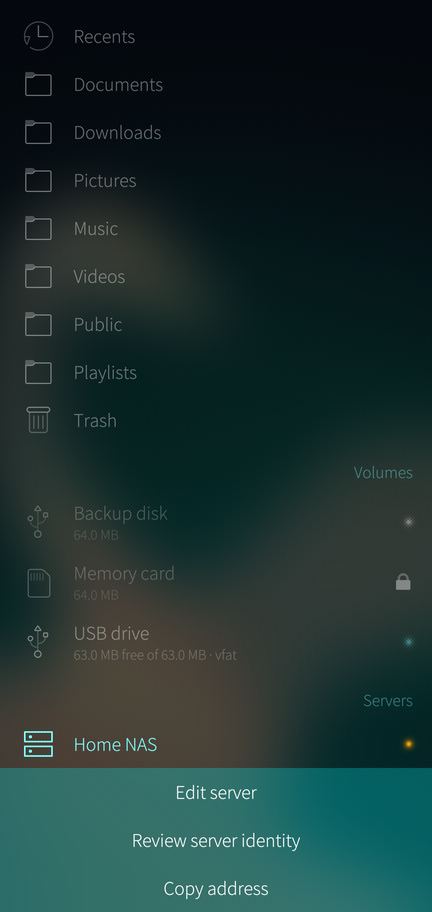 Recents
Documents
Downloads
Pictures
Music
Videos
Public
Playlists
Trash
Volumes
Backup disk
64.0 MB
Memory card
64.0 MB
USB drive
63.0 MB free of 63.0 MB · vfat
Servers
Home NAS
Edit server
Review server identity
Copy address